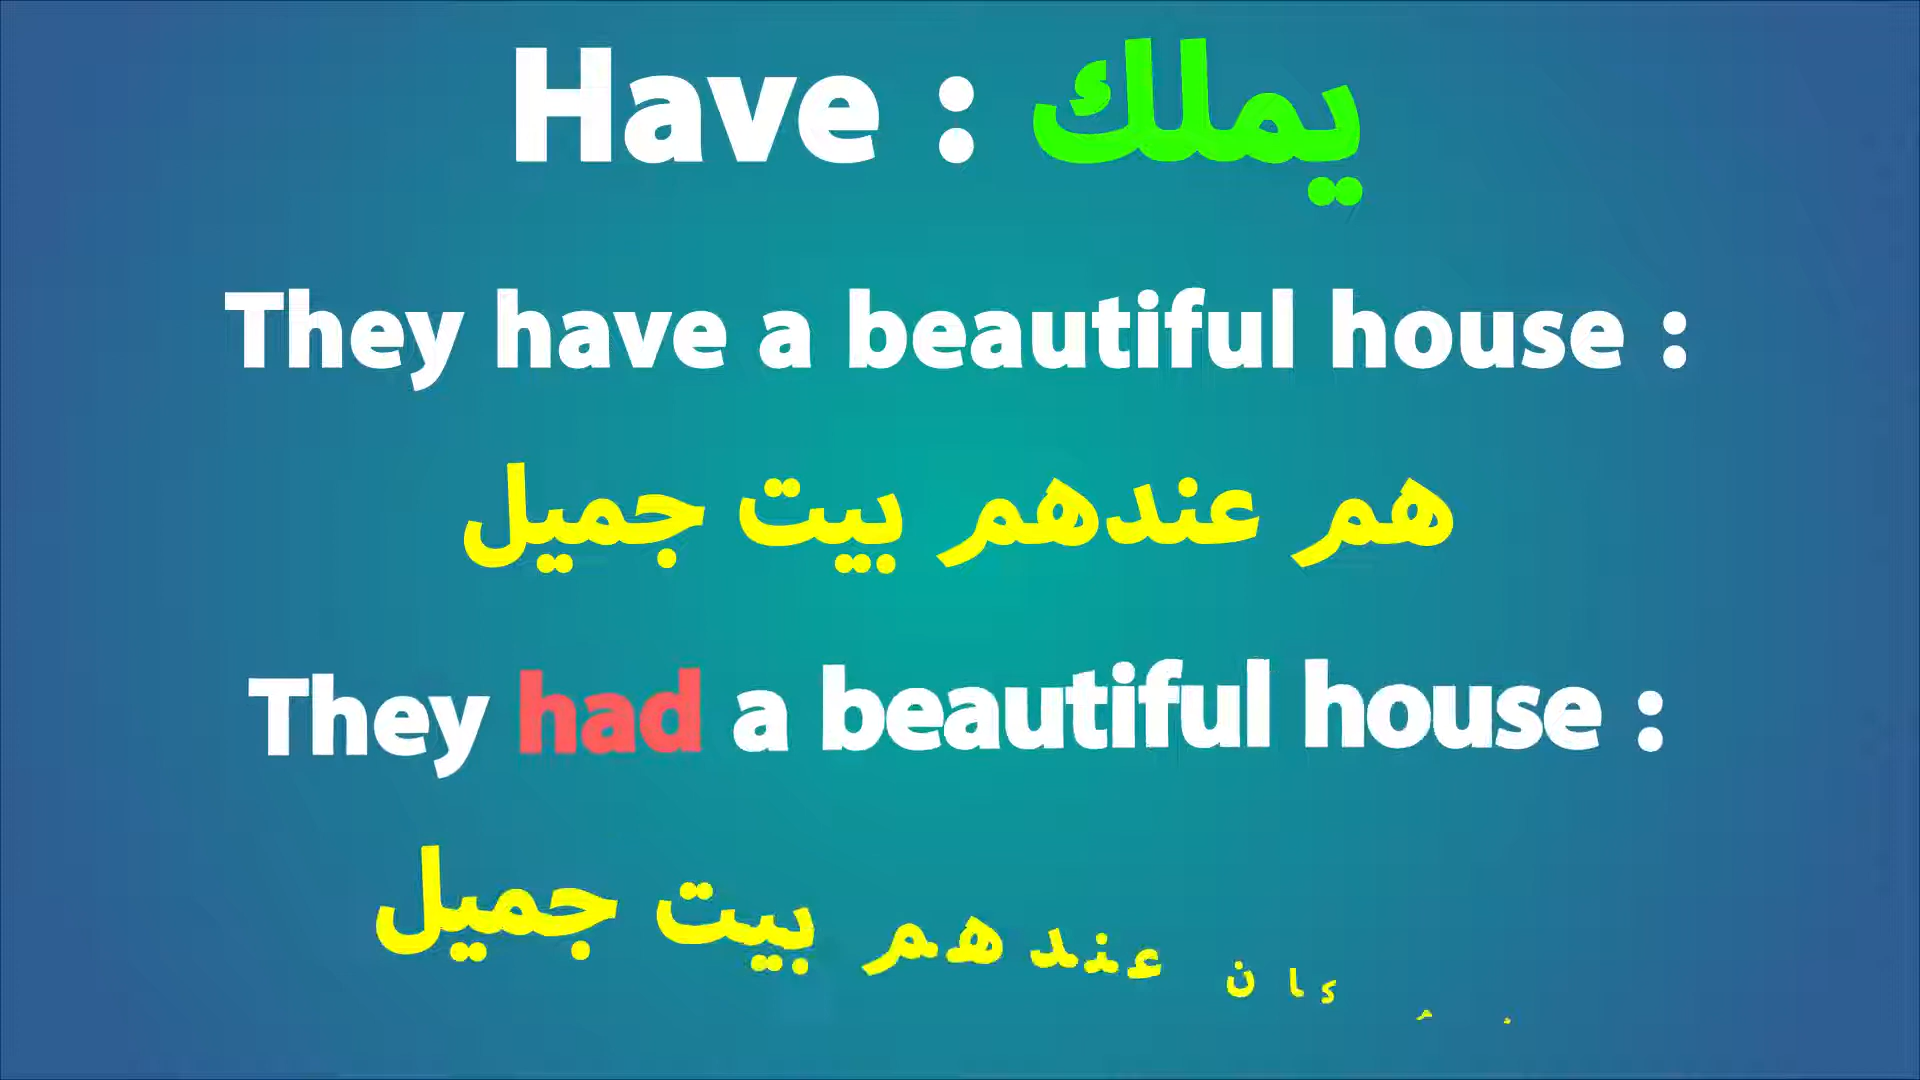 Have : يملك
They have a beautiful house :
هم عندهم بيت جميل
They had a beautiful house :
كان عندهم بيت جميل